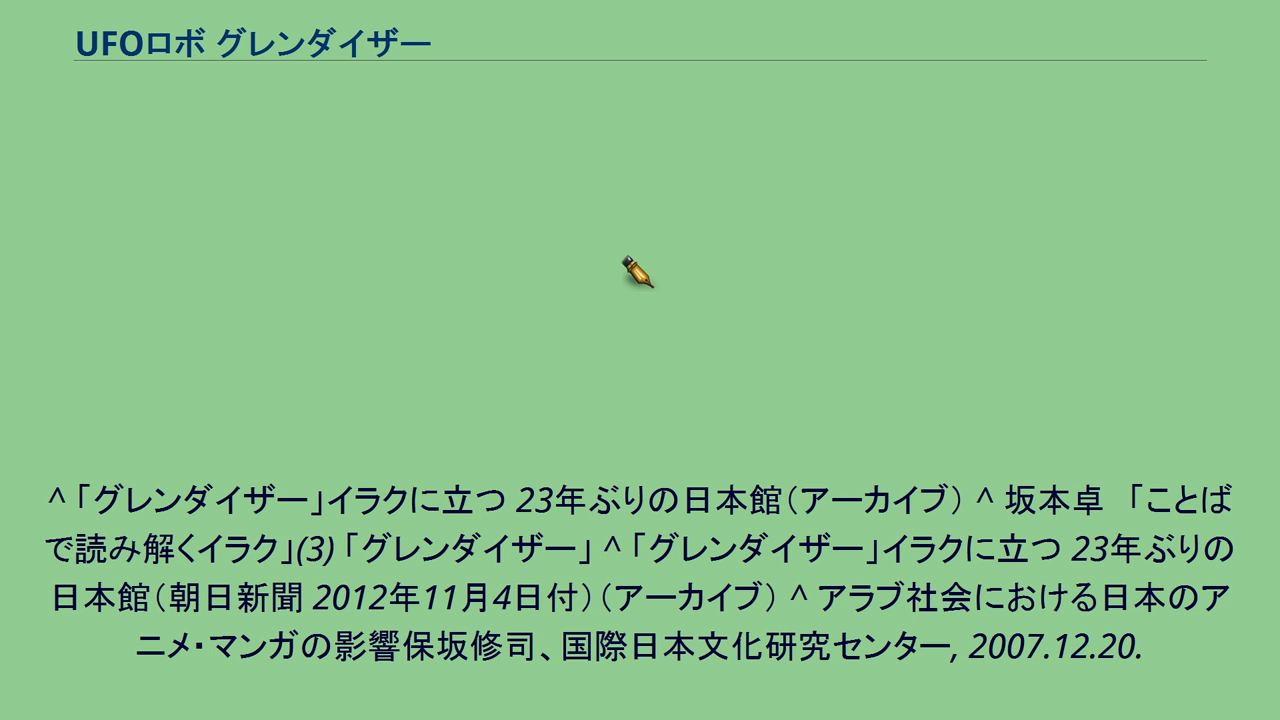 UFOロボ グレンダイザー
^ 「グレンダイザー」イラクに立つ 23年ぶりの日本館（アーカイブ） ^ 坂本卓　「ことば
で読み解くイラク」(3) 「グレンダイザー」 ^ 「グレンダイザー」イラクに立つ 23年ぶりの
日本館（朝日新聞 2012年11月4日付）（アーカイブ） ^ アラブ社会における日本のア
ニメ・マンガの影響保坂修司、国際日本文化研究センター, 2007.12.20.